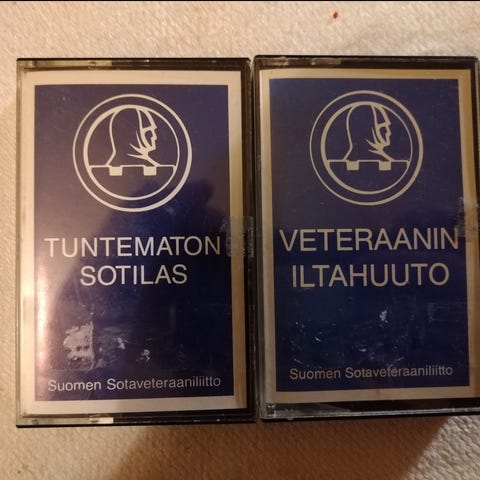 TUNTEMATON
SOTILAS
Suomen Sotaveteraaniliitto
VETERAANIN
ILTAHUUTO
Suomen Sotaveteraaniliitto